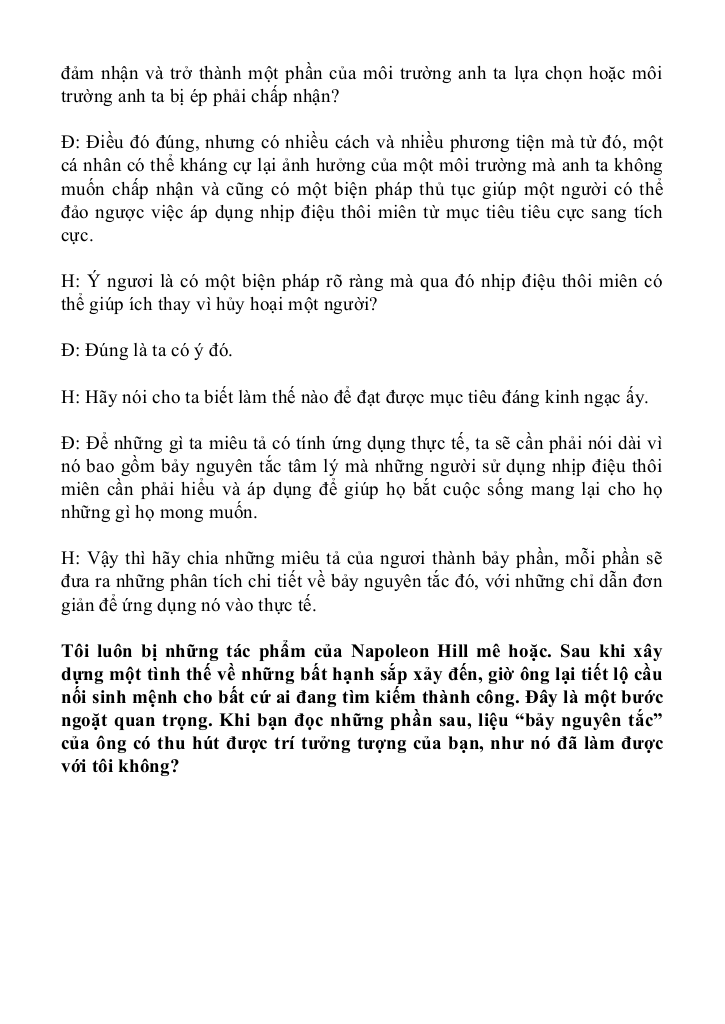 đảm nhận và trở thành một phần của môi trường anh ta lựa chọn hoặc môi
trường anh ta bị ép phải chấp nhận?
Đ: Điều đó đúng, nhưng có nhiều cách và nhiều phương tiện mà từ đó, một
cá nhân có thể kháng cự lại ảnh hưởng của một môi trường mà anh ta không
muốn chấp nhận và cũng có một biện pháp thủ tục giúp một người có thể
đảo ngược việc áp dụng nhịp điệu thôi miên từ mục tiêu tiêu cực sang tích
cực.
H: Ý ngươi là có một biện pháp rõ ràng mà qua đó nhịp điệu thôi miên có
thể giúp ích thay vì hủy hoại một người?
Đ: Đúng là ta có ý đó.
H: Hãy nói cho ta biết làm thế nào để đạt được mục tiêu đáng kinh ngạc ấy.
Đ: Để những gì ta miêu tả có tính ứng dụng thực tế, ta sẽ cần phải nói dài vì
nó bao gồm bảy nguyên tắc tâm lý mà những người sử dụng nhịp điệu thôi
miên cần phải hiểu và áp dụng để giúp họ bắt cuộc sống mang lại cho họ
những gì họ mong muốn.
H: Vậy thì hãy chia những miêu tả của ngươi thành bảy phần, mỗi phần sẽ
đưa ra những phân tích chi tiết về bảy nguyên tắc đó, với những chỉ dẫn đơn
giản để ứng dụng nó vào thực tế.
Tôi luôn bị những tác phẩm của Napoleon Hill mê hoặc. Sau khi xây
dựng một tình thế về những bất hạnh sắp xảy đến, giờ ông lại tiết lộ cầu
nối sinh mệnh cho bất cứ ai đang tìm kiếm thành công. Đây là một bước
ngoặt quan trọng. Khi bạn đọc những phần sau, liệu “bảy nguyên tắc”
của ông có thu hút được trí tưởng tượng của bạn, như nó đã làm được
với tôi không?